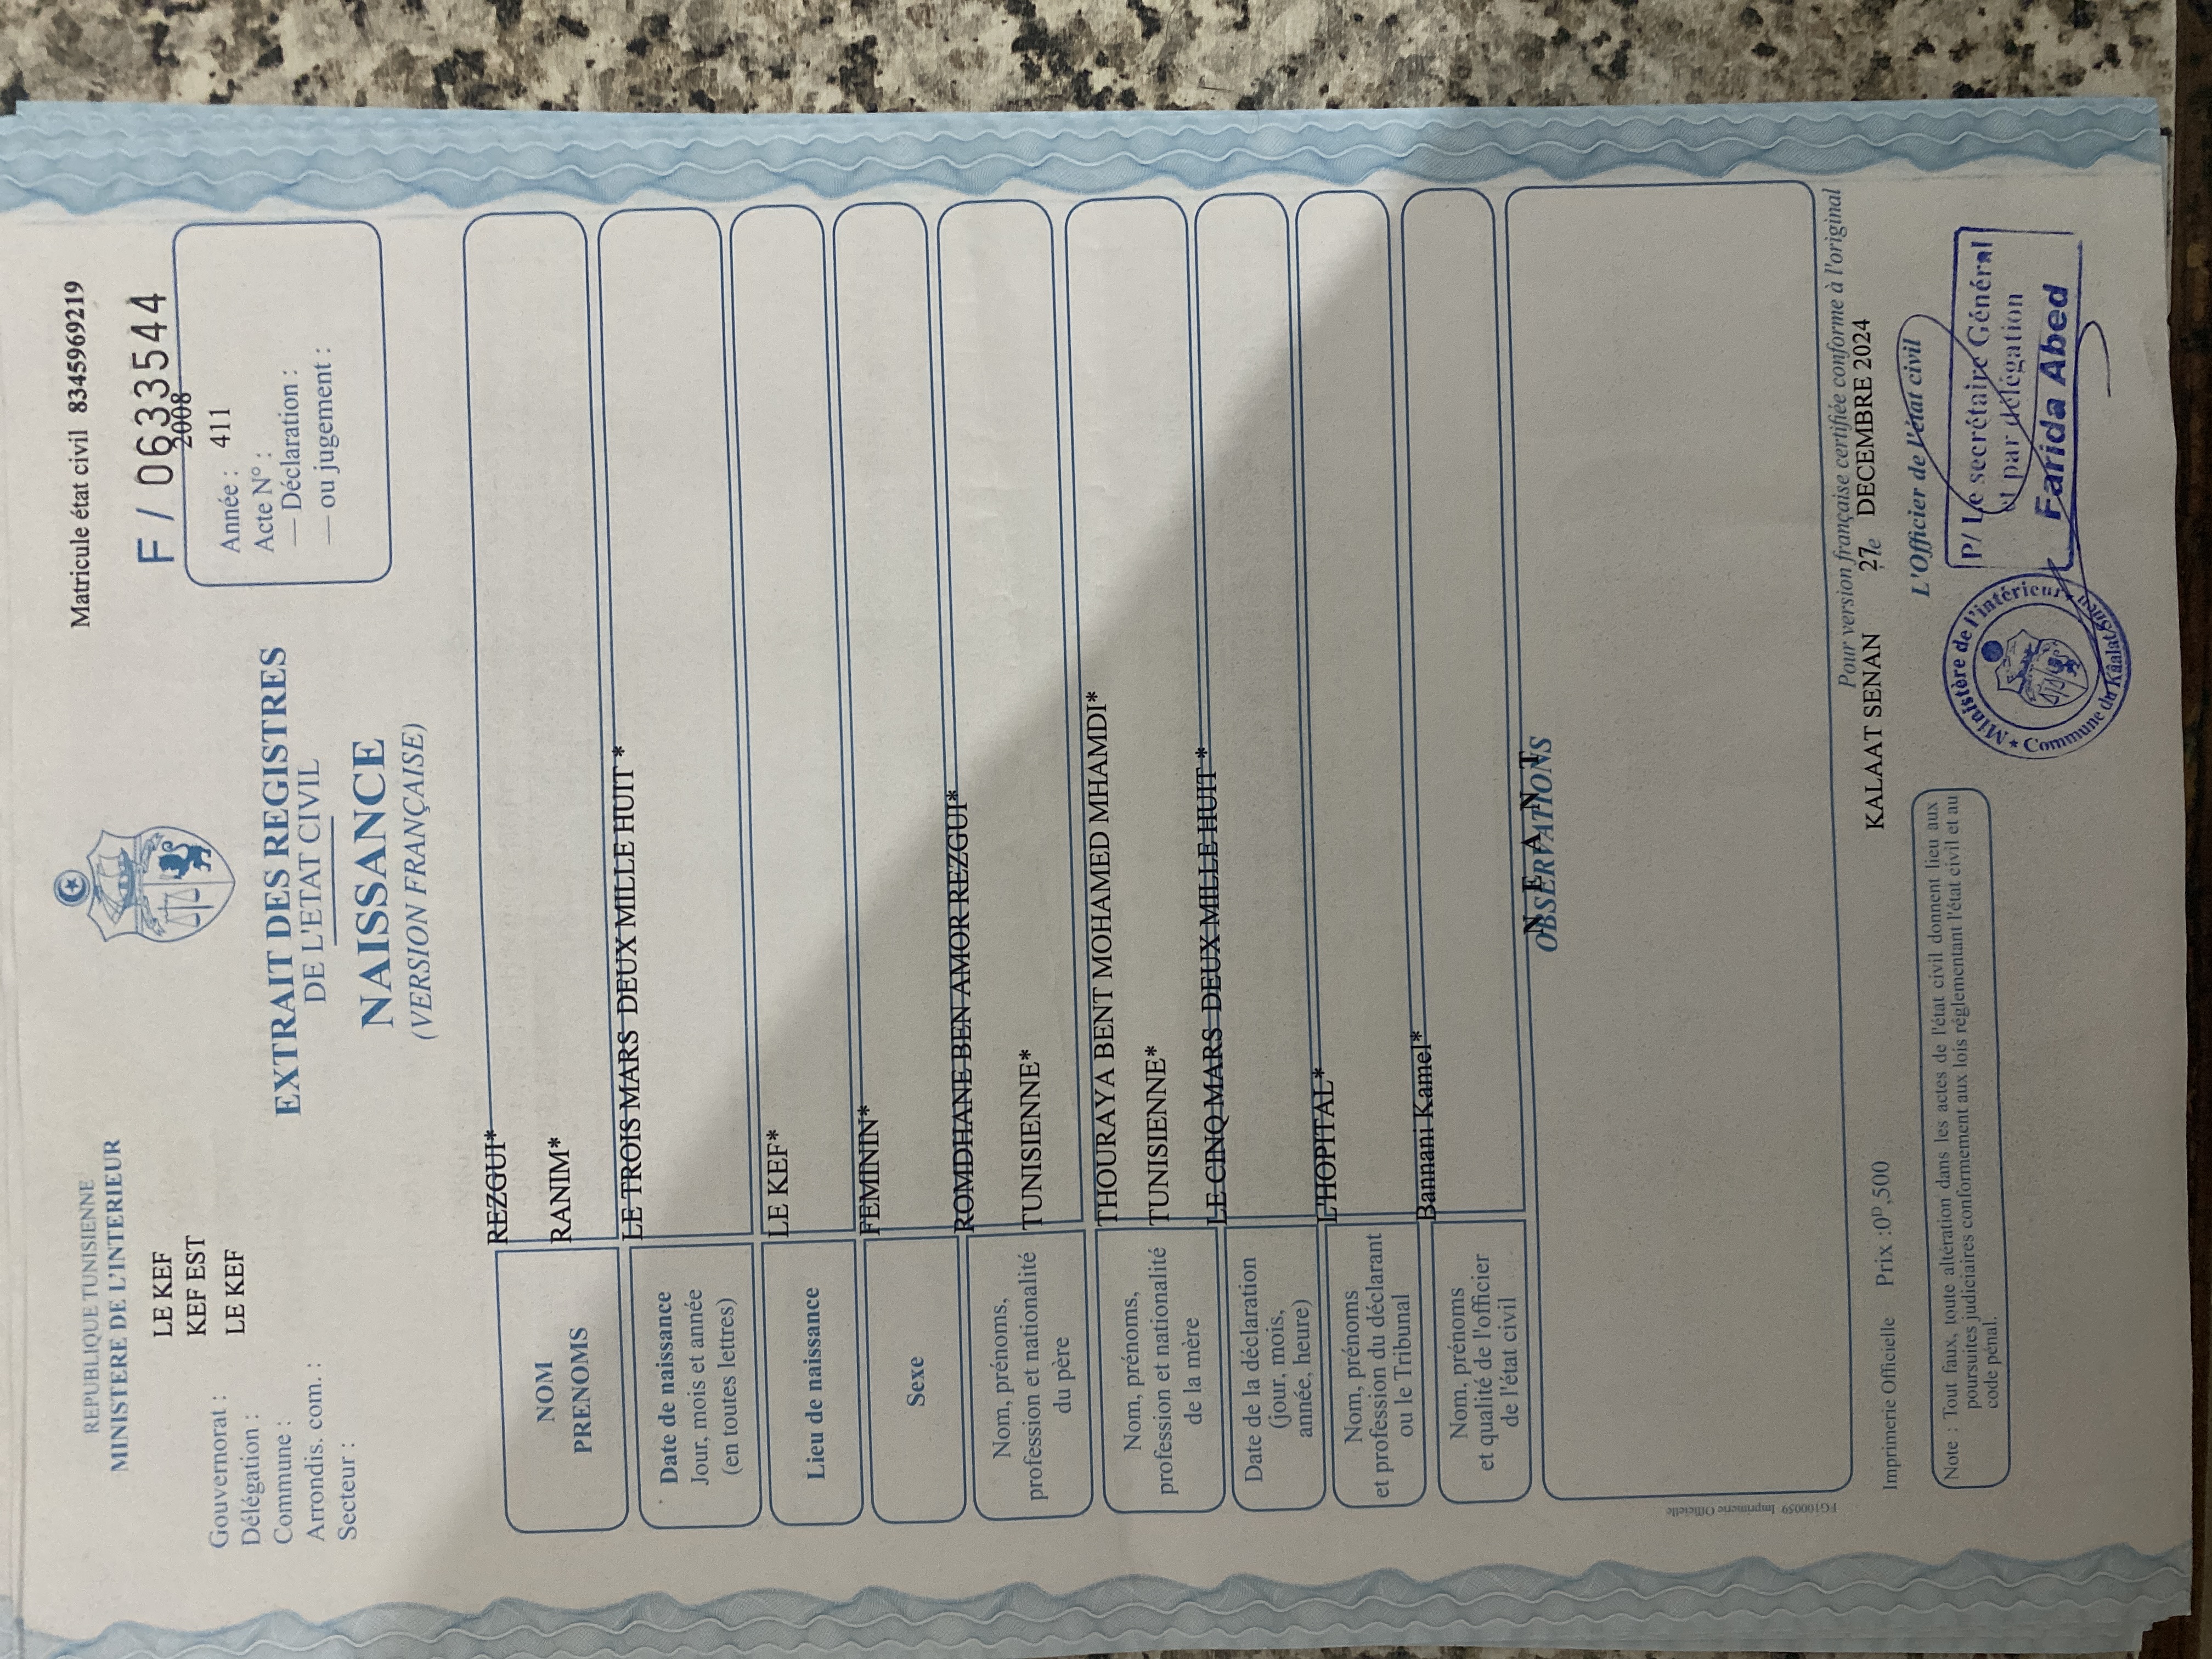 REPUBLIQUE TUNISIENNE
MINISTERE DE L'INTERIEUR
Gouvernorat : LE KEF
Délégation : KEF EST
Commune : LE KEF
Arrondis. com. :
Secteur :
Matricule état civil 8345969219
F / 0633544
Année : 2008
Acte N° : 411
— Déclaration :
— ou jugement :
EXTRAIT DES REGISTRES
DE L'ETAT CIVIL
NAISSANCE
(VERSION FRANÇAISE)
NOM REZGUI*
PRENOMS RANIM*
Date de naissance
Jour, mois et année
(en toutes lettres)
LE TROIS MARS DEUX MILLE HUIT *
Lieu de naissance LE KEF*
Sexe FEMININ*
Nom, prénoms,
profession et nationalité
du père
ROMDHANE BEN AMOR REZGUI*
TUNISIENNE*
Nom, prénoms,
profession et nationalité
de la mère
THOURAYA BENT MOHAMED MHAMDI*
TUNISIENNE*
Date de la déclaration
(jour, mois,
année, heure)
LE CINQ MARS DEUX MILLE HUIT *
Nom, prénoms
et profession du déclarant
ou le Tribunal
L'HOPITAL*
Nom, prénoms
et qualité de l'officier
de l'état civil
Bannani Kamel*
OBSERVATIONS
N E A N T
FG100059 Imprimerie Officielle
Pour version française certifiée conforme à l'original
KALAAT SENAN 27 le DECEMBRE 2024
L'Officier de l'état civil
Imprimerie Officielle Prix :0ᴰ,500
Note : Tout faux, toute altération dans les actes de l'état civil donnent lieu aux
poursuites judiciaires conformément aux lois réglementant l'état civil et au
code pénal.
P/ Le secrétaire Général
et par délégation
Farida Abed
Ministère de l'intérieur
Commune du Kâalat Snen